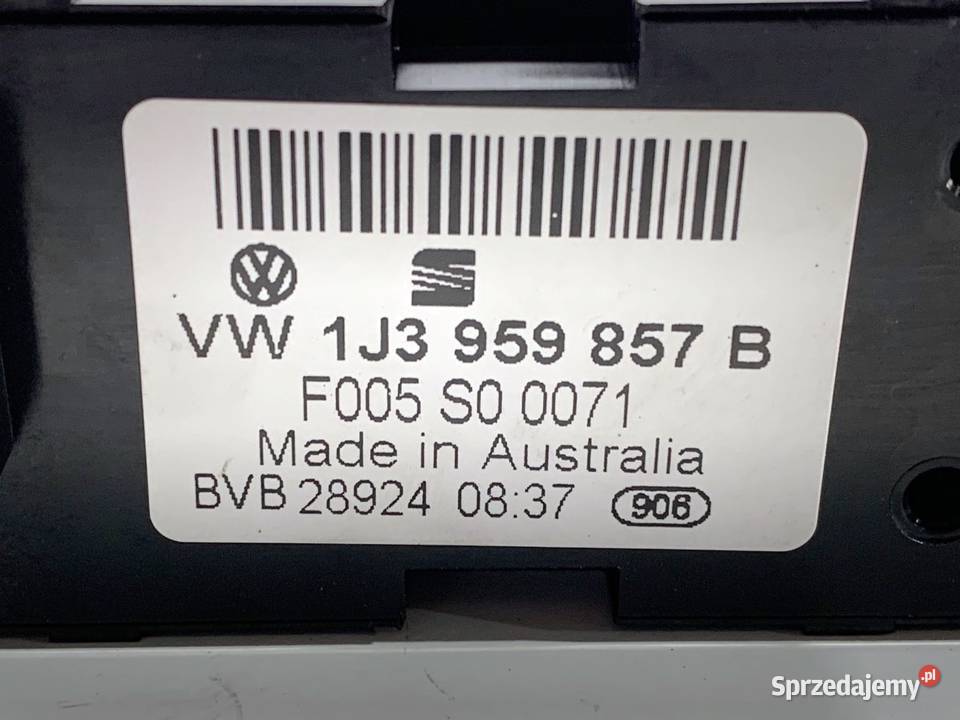 VW 1J3 959 857 B
F005 S0 0071
Made in Australia
BVB 28924 08:37 906
Sprzedajemy.pl